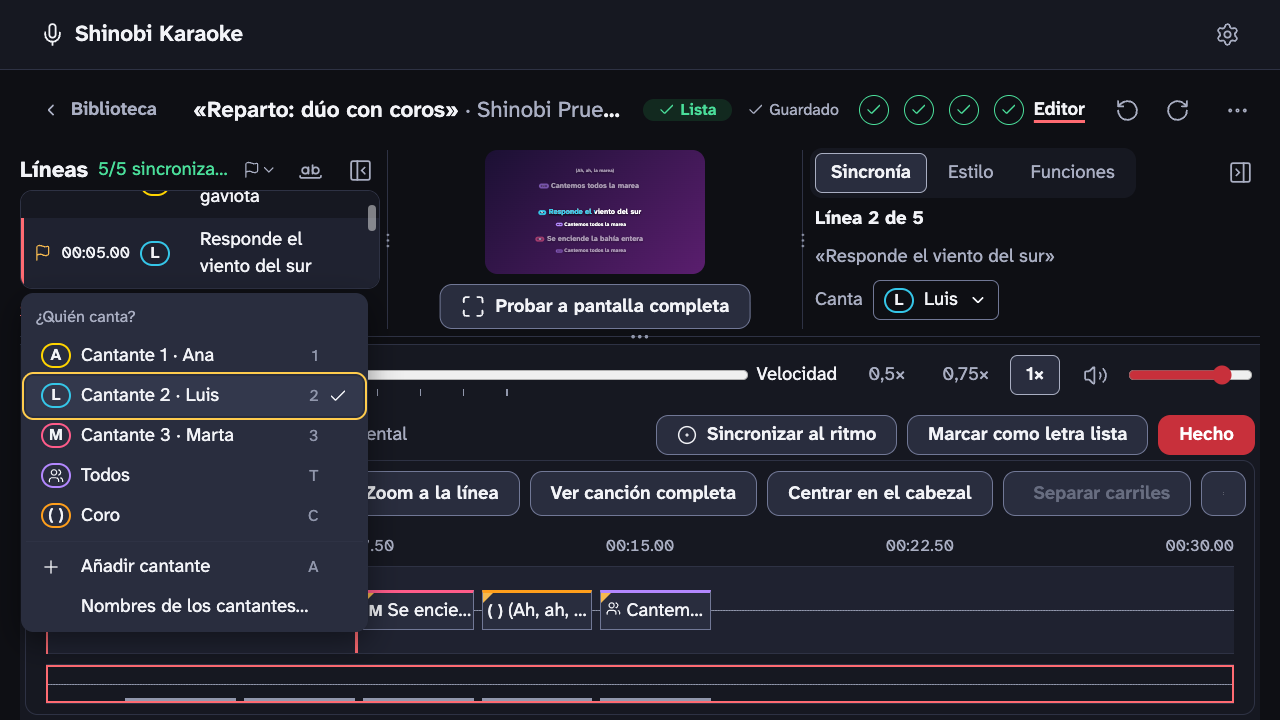 Shinobi Karaoke
Biblioteca
«Reparto: dúo con coros» · Shinobi Prue...
Lista
Guardado
Editor
Líneas
5/5 sincroniza...
ab
gaviota
00:05.00
L
Responde el
viento del sur
(Ah, ah, la marea)
Cantemos todos la marea
Responde el viento del sur
Cantemos todos la marea
Se enciende la bahía entera
Cantemos todos la marea
Probar a pantalla completa
Sincronía
Estilo
Funciones
Línea 2 de 5
«Responde el viento del sur»
Canta
L Luis
¿Quién canta?
A Cantante 1 · Ana 1
L Cantante 2 · Luis 2
M Cantante 3 · Marta 3
Todos T
( ) Coro C
Añadir cantante A
Nombres de los cantantes...
Velocidad
0,5×
0,75×
1×
ental
Sincronizar al ritmo
Marcar como letra lista
Hecho
Zoom a la línea
Ver canción completa
Centrar en el cabezal
Separar carriles
7.50
00:15.00
00:22.50
00:30.00
M Se encie...
( ) (Ah, ah, ...
Cantem...